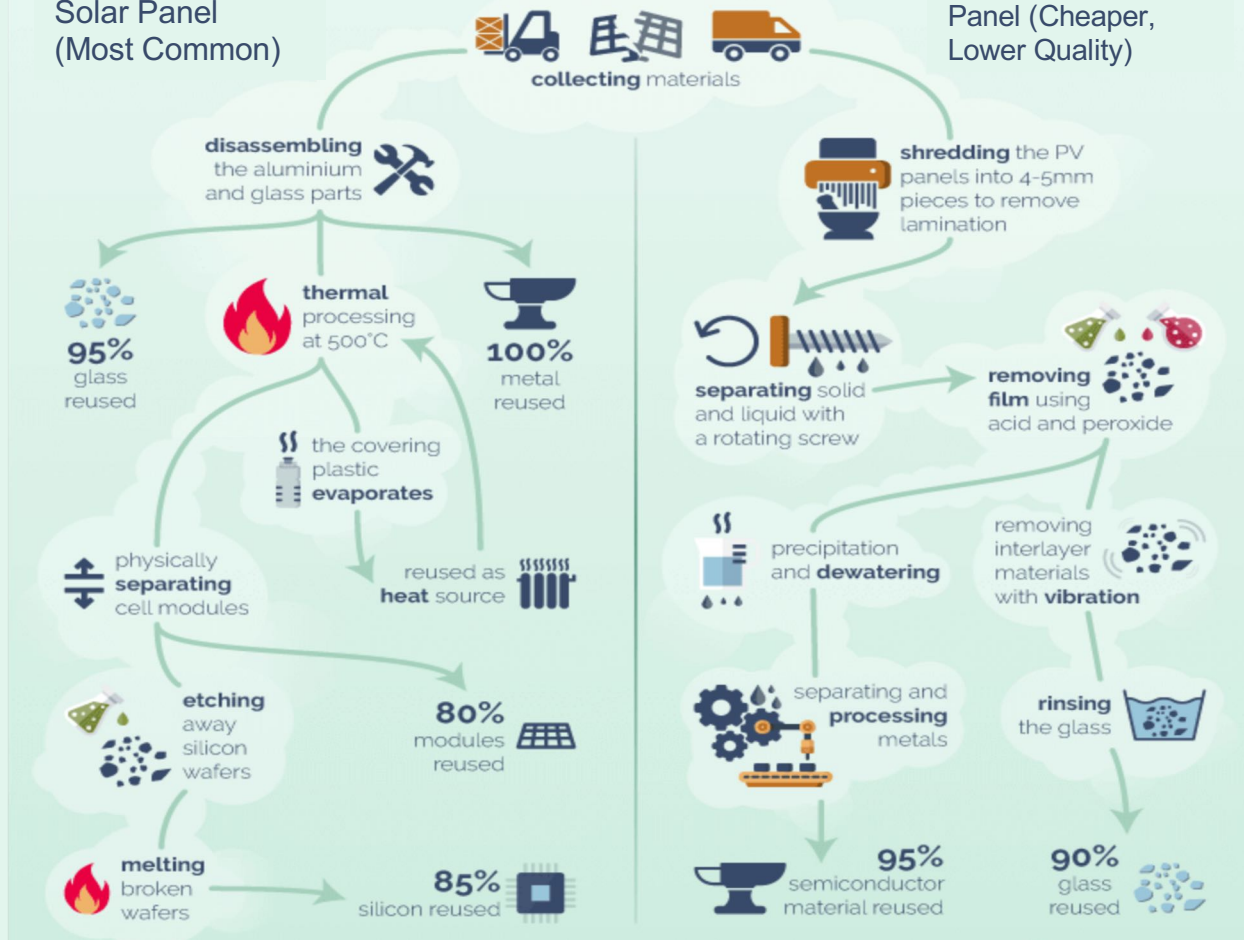 Solar Panel
(Most Common)
Panel (Cheaper,
Lower Quality)
collecting materials
disassembling
the aluminium
and glass parts
95%
glass
reused
thermal
processing
at 500°C
100%
metal
reused
the covering
plastic
evaporates
physically
separating
cell modules
reused as
heat source
etching
away
silicon
wafers
80%
modules
reused
melting
broken
wafers
85%
silicon reused
shredding the PV
panels into 4-5mm
pieces to remove
lamination
separating solid
and liquid with
a rotating screw
removing
film using
acid and peroxide
precipitation
and dewatering
removing
interlayer
materials
with vibration
separating and
processing
metals
rinsing
the glass
95%
semiconductor
material reused
90%
glass
reused